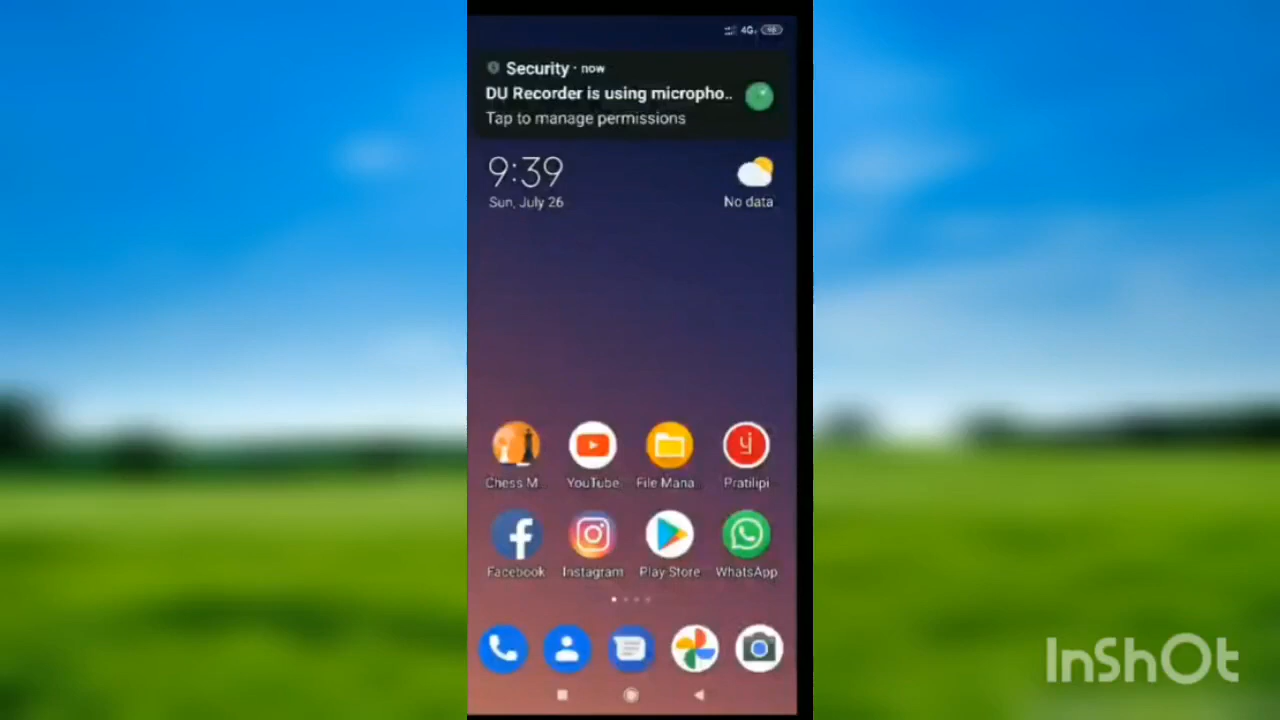 4G
Security · now
DU Recorder is using micropho..
Tap to manage permissions
9:39
Sun, July 26
No data
Chess M
YouTube
File Mana
Pratilipi
Facebook
Instagram
Play Store
WhatsApp
InShOt